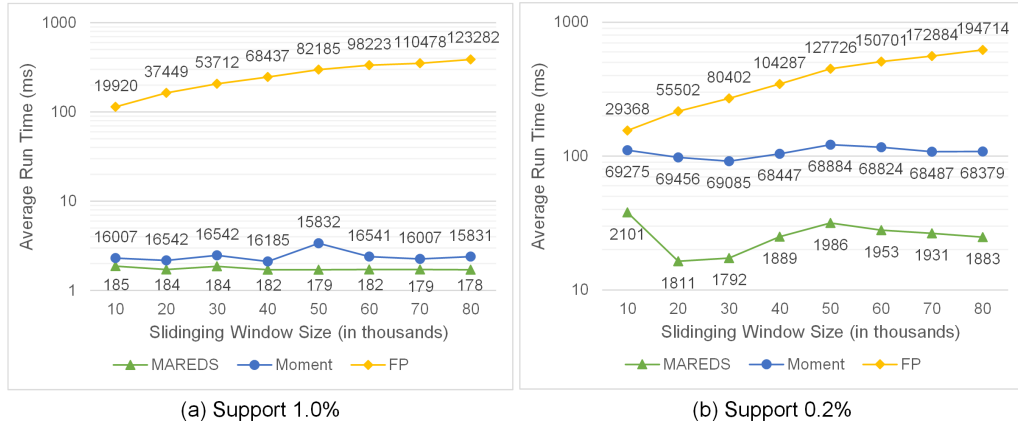 1000
100
10
1
Average Run Time (ms)
19920 37449 53712 68437 82185 98223 110478 123282
16007 16542 16542 16185 15832 16541 16007 15831
185 184 184 182 179 182 179 178
10 20 30 40 50 60 70 80
Slidinging Window Size (in thousands)
MAREDS Moment FP
(a) Support 1.0%
1000
100
10
Average Run Time (ms)
29368 55502 80402 104287 127726 150701 172884 194714
69275 69456 69085 68447 68884 68824 68487 68379
2101 1811 1792 1889 1986 1953 1931 1883
10 20 30 40 50 60 70 80
Slidinging Window Size (in thousands)
MAREDS Moment FP
(b) Support 0.2%